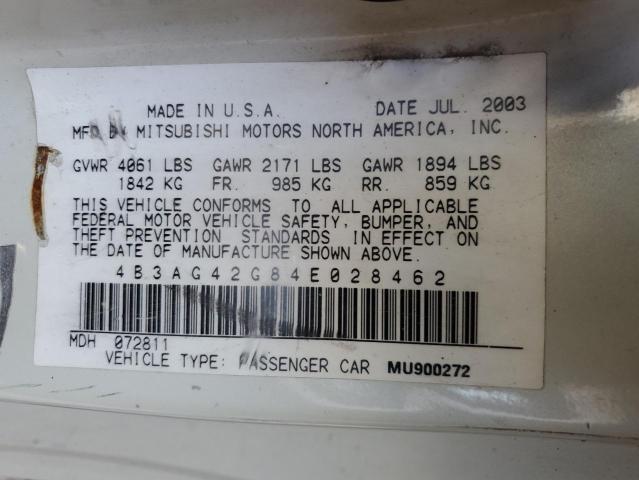 MADE IN U.S.A. DATE JUL. 2003
MFD BY MITSUBISHI MOTORS NORTH AMERICA, INC.
GVWR 4061 LBS GAWR 2171 LBS GAWR 1894 LBS
1842 KG FR. 985 KG RR. 859 KG
THIS VEHICLE CONFORMS TO ALL APPLICABLE
FEDERAL MOTOR VEHICLE SAFETY, BUMPER, AND
THEFT PREVENTION STANDARDS IN EFFECT ON
THE DATE OF MANUFACTURE SHOWN ABOVE.
4B3AG42G84E028462
MDH 072811
VEHICLE TYPE: PASSENGER CAR MU900272